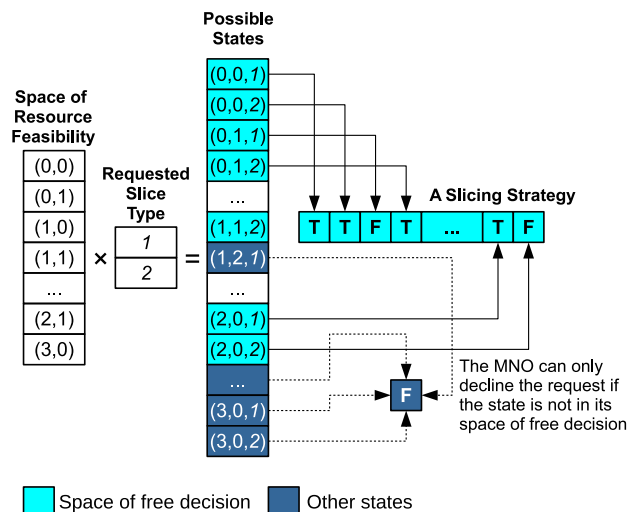 Possible
States
Space of
Resource
Feasibility
(0,0)
(0,1)
(1,0)
(1,1)
...
(2,1)
(3,0)
×
Requested
Slice
Type
1
2
=
(0,0,1)
(0,0,2)
(0,1,1)
(0,1,2)
...
(1,1,2)
(1,2,1)
...
(2,0,1)
(2,0,2)
...
(3,0,1)
(3,0,2)
A Slicing Strategy
T T F T ... T F
F
The MNO can only
decline the request if
the state is not in its
space of free decision
Space of free decision
Other states